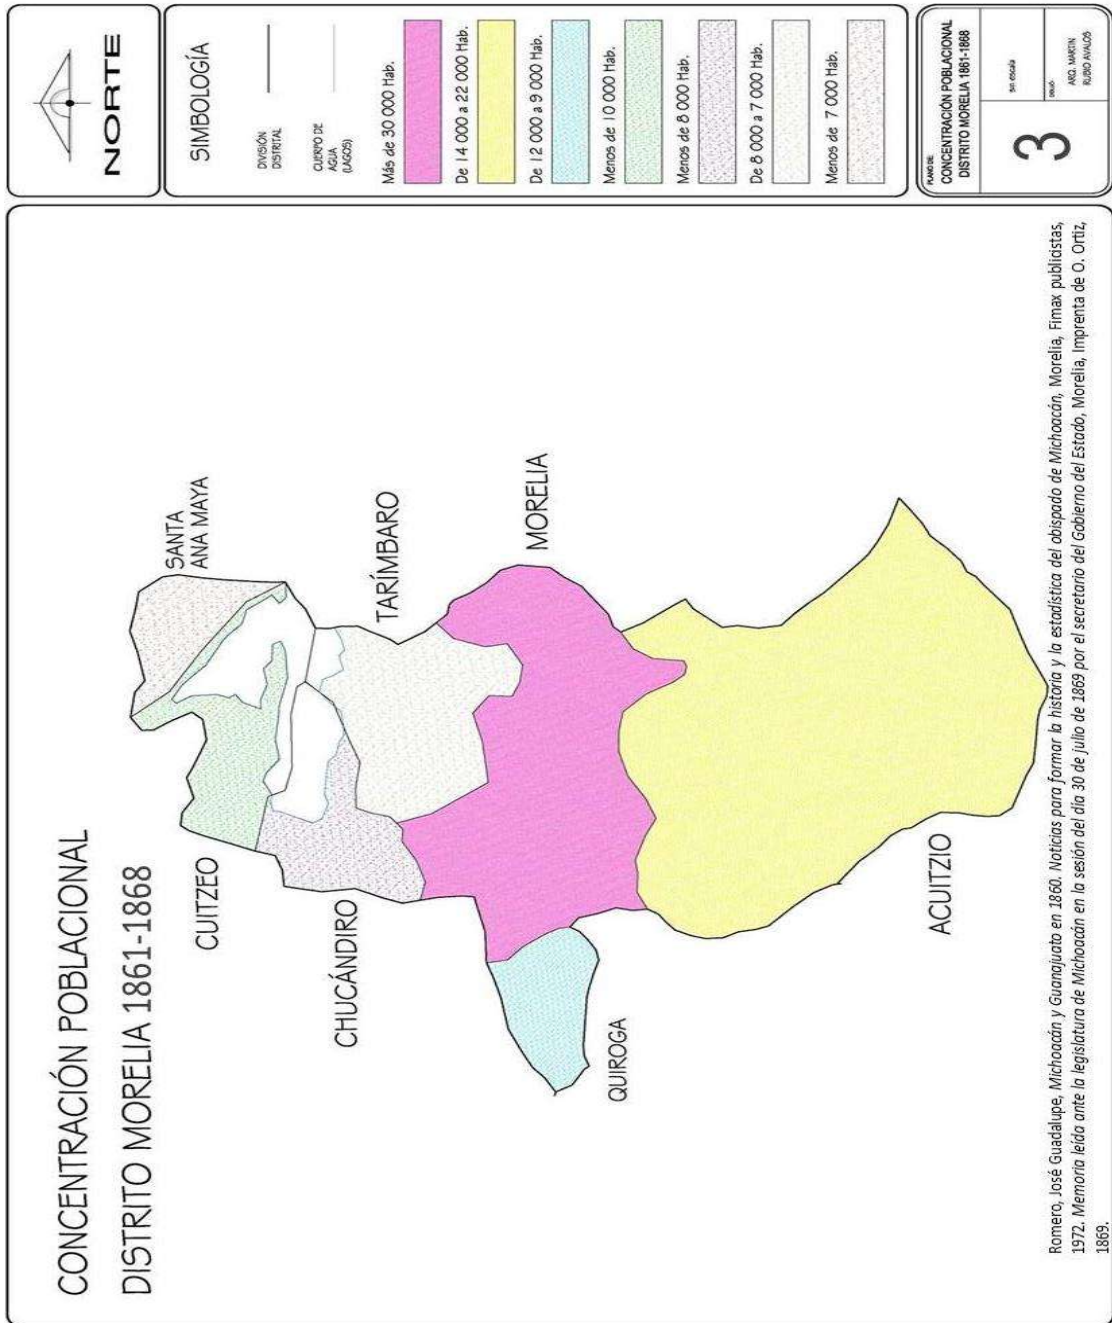 CONCENTRACIÓN POBLACIONAL
DISTRITO MORELIA 1861-1868
CUITZEO
SANTA
ANA MAYA
CHUCÁNDIRO
TARÍMBARO
QUIROGA
MORELIA
ACUITZIO
Romero, José Guadalupe, Michoacán y Guanajuato en 1860. Noticias para formar la historia y la estadística del obispado de Michoacán, Morelia, Fimax publicistas,
1972. Memoria leída ante la legislatura de Michoacán en la sesión del día 30 de julio de 1869 por el secretario del Gobierno del Estado, Morelia, Imprenta de O. Ortiz,
1869.
NORTE
SIMBOLOGÍA
DIVISIÓN
DISTRITAL
CUERPO DE
AGUA
(LAGOS)
Más de 30 000 Hab.
De 14 000 a 22 000 Hab.
De 12 000 a 9 000 Hab.
Menos de 10 000 Hab.
Menos de 8 000 Hab.
De 8 000 a 7 000 Hab.
Menos de 7 000 Hab.
PLANO DE:
CONCENTRACIÓN POBLACIONAL
DISTRITO MORELIA 1861-1868
3
sin escala
ARQ. MARTIN
RUBIO AVALOS